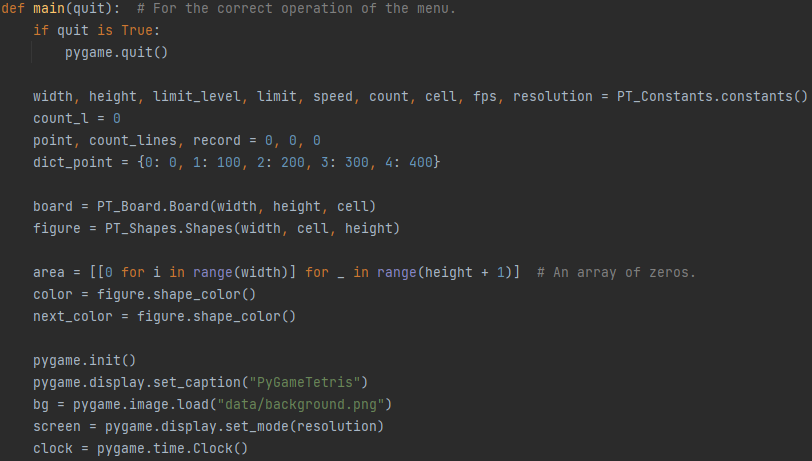 def main(quit):  # For the correct operation of the menu.
    if quit is True:
        pygame.quit()

    width, height, limit_level, limit, speed, count, cell, fps, resolution = PT_Constants.constants()
    count_l = 0
    point, count_lines, record = 0, 0, 0
    dict_point = {0: 0, 1: 100, 2: 200, 3: 300, 4: 400}

    board = PT_Board.Board(width, height, cell)
    figure = PT_Shapes.Shapes(width, cell, height)

    area = [[0 for i in range(width)] for _ in range(height + 1)]  # An array of zeros.
    color = figure.shape_color()
    next_color = figure.shape_color()

    pygame.init()
    pygame.display.set_caption("PyGameTetris")
    bg = pygame.image.load("data/background.png")
    screen = pygame.display.set_mode(resolution)
    clock = pygame.time.Clock()